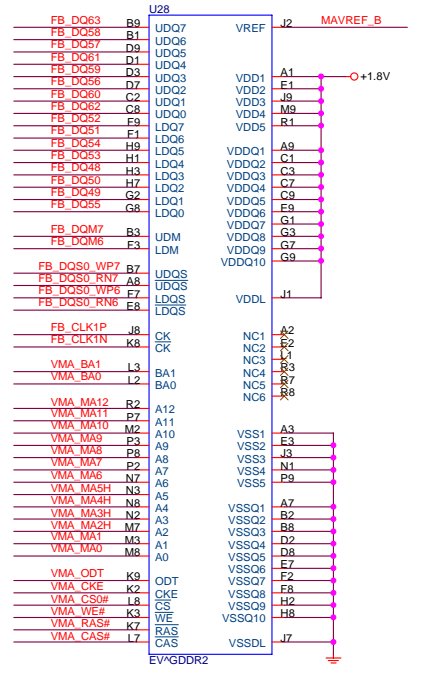 U28
FB_DQ63 B9 UDQ7 VREF J2 MAVREF_B
FB_DQ58 B1 UDQ6
FB_DQ57 D9 UDQ5
FB_DQ61 D1 UDQ4
FB_DQ59 D3 UDQ3 VDD1 A1 +1.8V
FB_DQ56 D7 UDQ2 VDD2 E1
FB_DQ60 C2 UDQ1 VDD3 J9
FB_DQ62 C8 UDQ0 VDD4 M9
FB_DQ52 F9 LDQ7 VDD5 R1
FB_DQ51 F1 LDQ6
FB_DQ54 H9 LDQ5 VDDQ1 A9
FB_DQ53 H1 LDQ4 VDDQ2 C1
FB_DQ48 H3 LDQ3 VDDQ3 C3
FB_DQ50 H7 LDQ2 VDDQ4 C7
FB_DQ49 G2 LDQ1 VDDQ5 C9
FB_DQ55 G8 LDQ0 VDDQ6 E9
VDDQ7 G1
FB_DQM7 B3 UDM VDDQ8 G3
FB_DQM6 F3 LDM VDDQ9 G7
VDDQ10 G9
FB_DQS0_WP7 B7 UDQS
FB_DQS0_RN7 A8 UDQS
FB_DQS0_WP6 F7 LDQS VDDL J1
FB_DQS0_RN6 E8 LDQS
FB_CLK1P J8 CK NC1 A2
FB_CLK1N K8 CK NC2 E2
NC3 L1
VMA_BA1 L3 BA1 NC4 R3
VMA_BA0 L2 BA0 NC5 R7
NC6 R8
VMA_MA12 R2 A12
VMA_MA11 P7 A11
VMA_MA10 M2 A10 VSS1 A3
VMA_MA9 P3 A9 VSS2 E3
VMA_MA8 P8 A8 VSS3 J3
VMA_MA7 P2 A7 VSS4 N1
VMA_MA6 N7 A6 VSS5 P9
VMA_MA5H N3 A5
VMA_MA4H N8 A4 VSSQ1 A7
VMA_MA3H N2 A3 VSSQ2 B2
VMA_MA2H M7 A2 VSSQ3 B8
VMA_MA1 M3 A1 VSSQ4 D2
VMA_MA0 M8 A0 VSSQ5 D8
VSSQ6 E7
VMA_ODT K9 ODT VSSQ7 F2
VMA_CKE K2 CKE VSSQ8 F8
VMA_CS0# L8 CS VSSQ9 H2
VMA_WE# K3 WE VSSQ10 H8
VMA_RAS# K7 RAS
VMA_CAS# L7 CAS VSSDL J7
EV^GDDR2